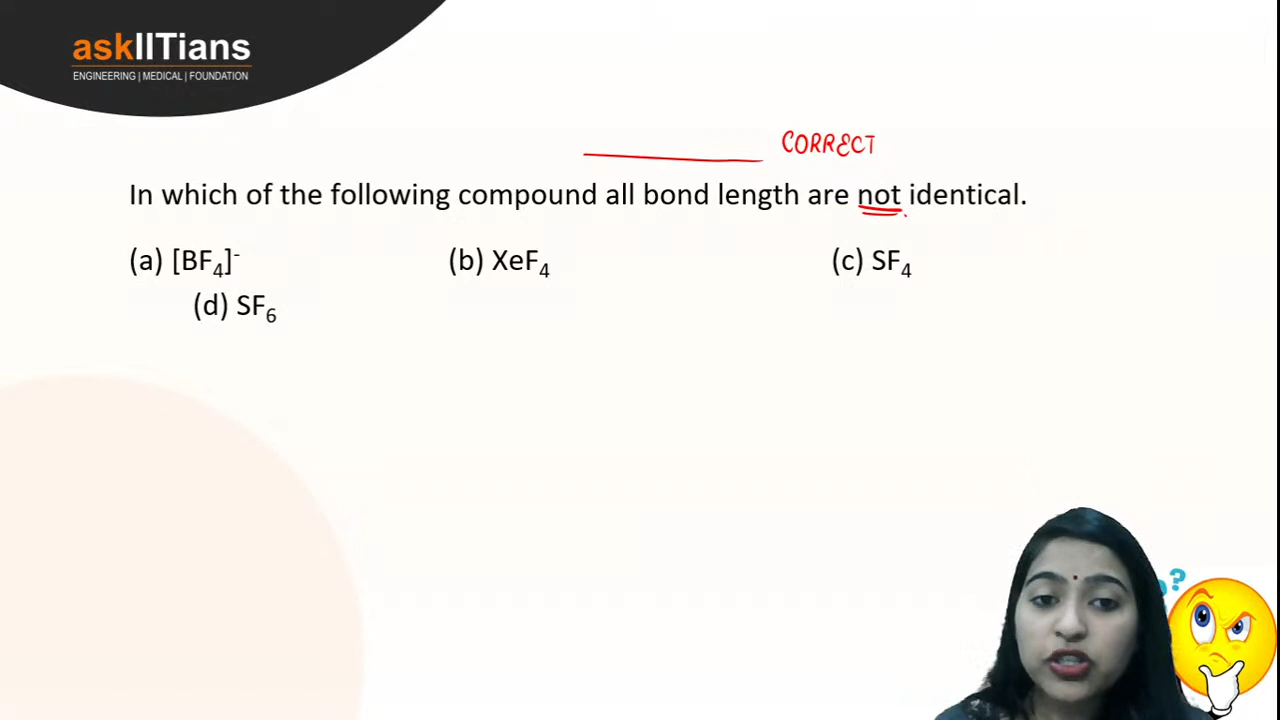 askIITians
ENGINEERING | MEDICAL | FOUNDATION
CORRECT
In which of the following compound all bond length are not identical.
(a) [BF₄]⁻ (b) XeF₄ (c) SF₄
(d) SF₆
?